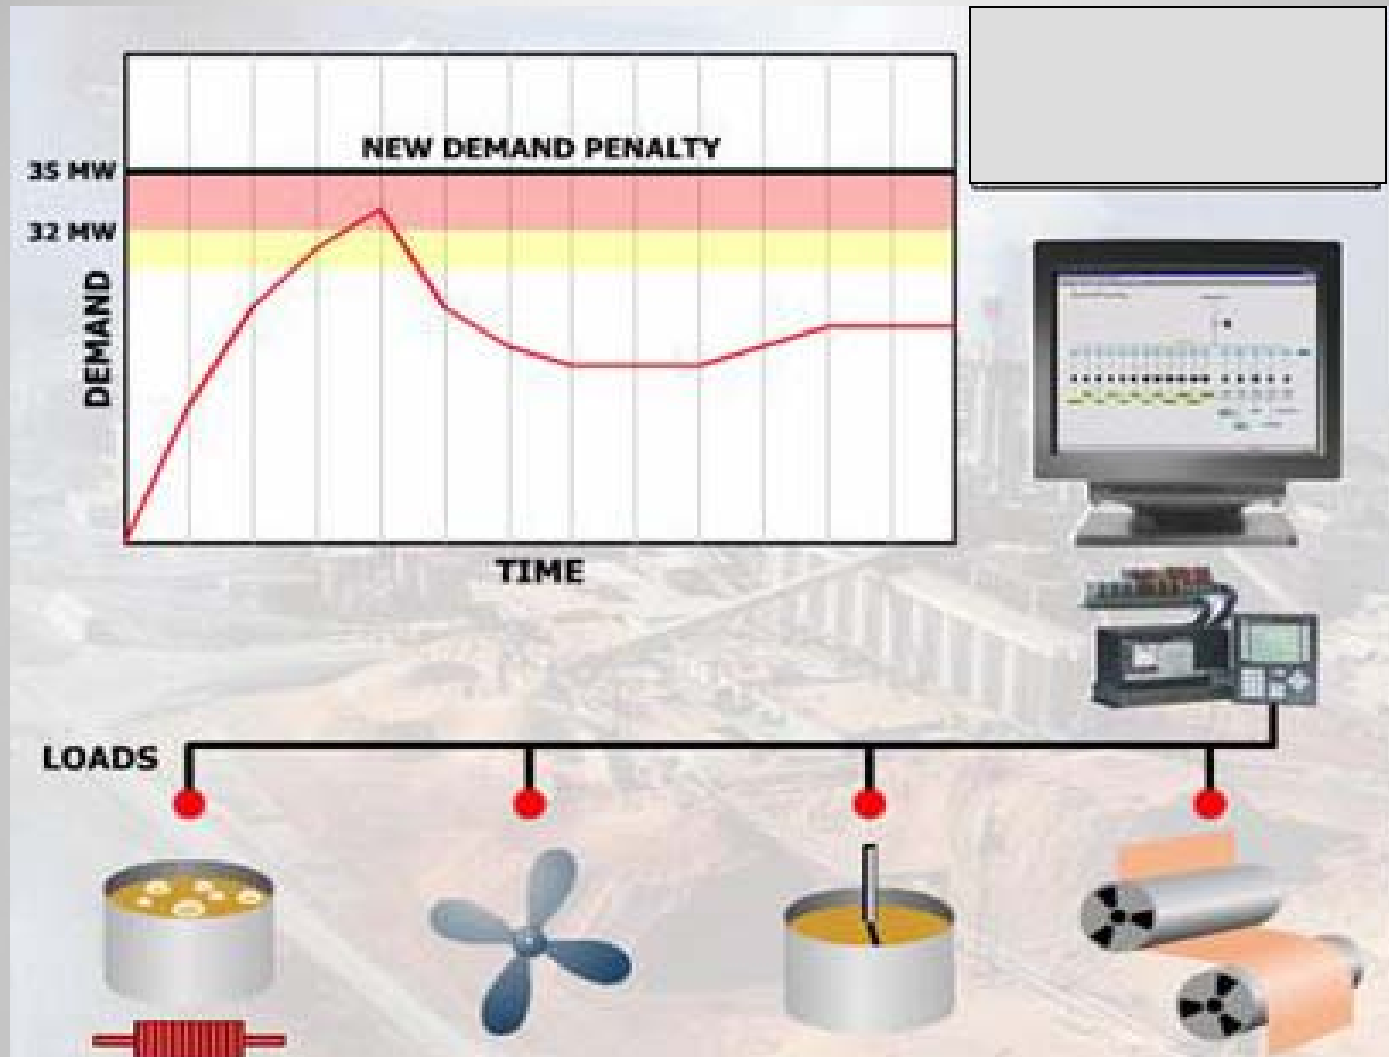 NEW DEMAND PENALTY
35 MW
32 MW
DEMAND
TIME
LOADS